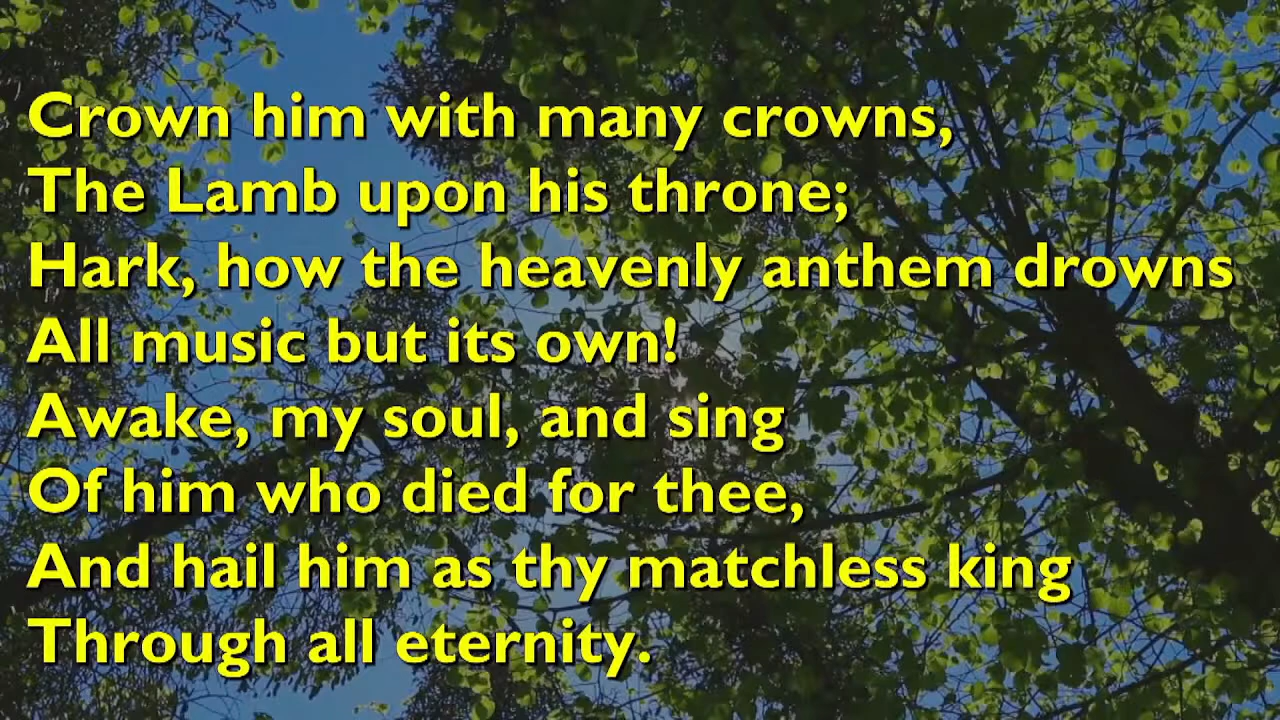 Crown him with many crowns,
The Lamb upon his throne;
Hark, how the heavenly anthem drowns
All music but its own!
Awake, my soul, and sing
Of him who died for thee,
And hail him as thy matchless king
Through all eternity.